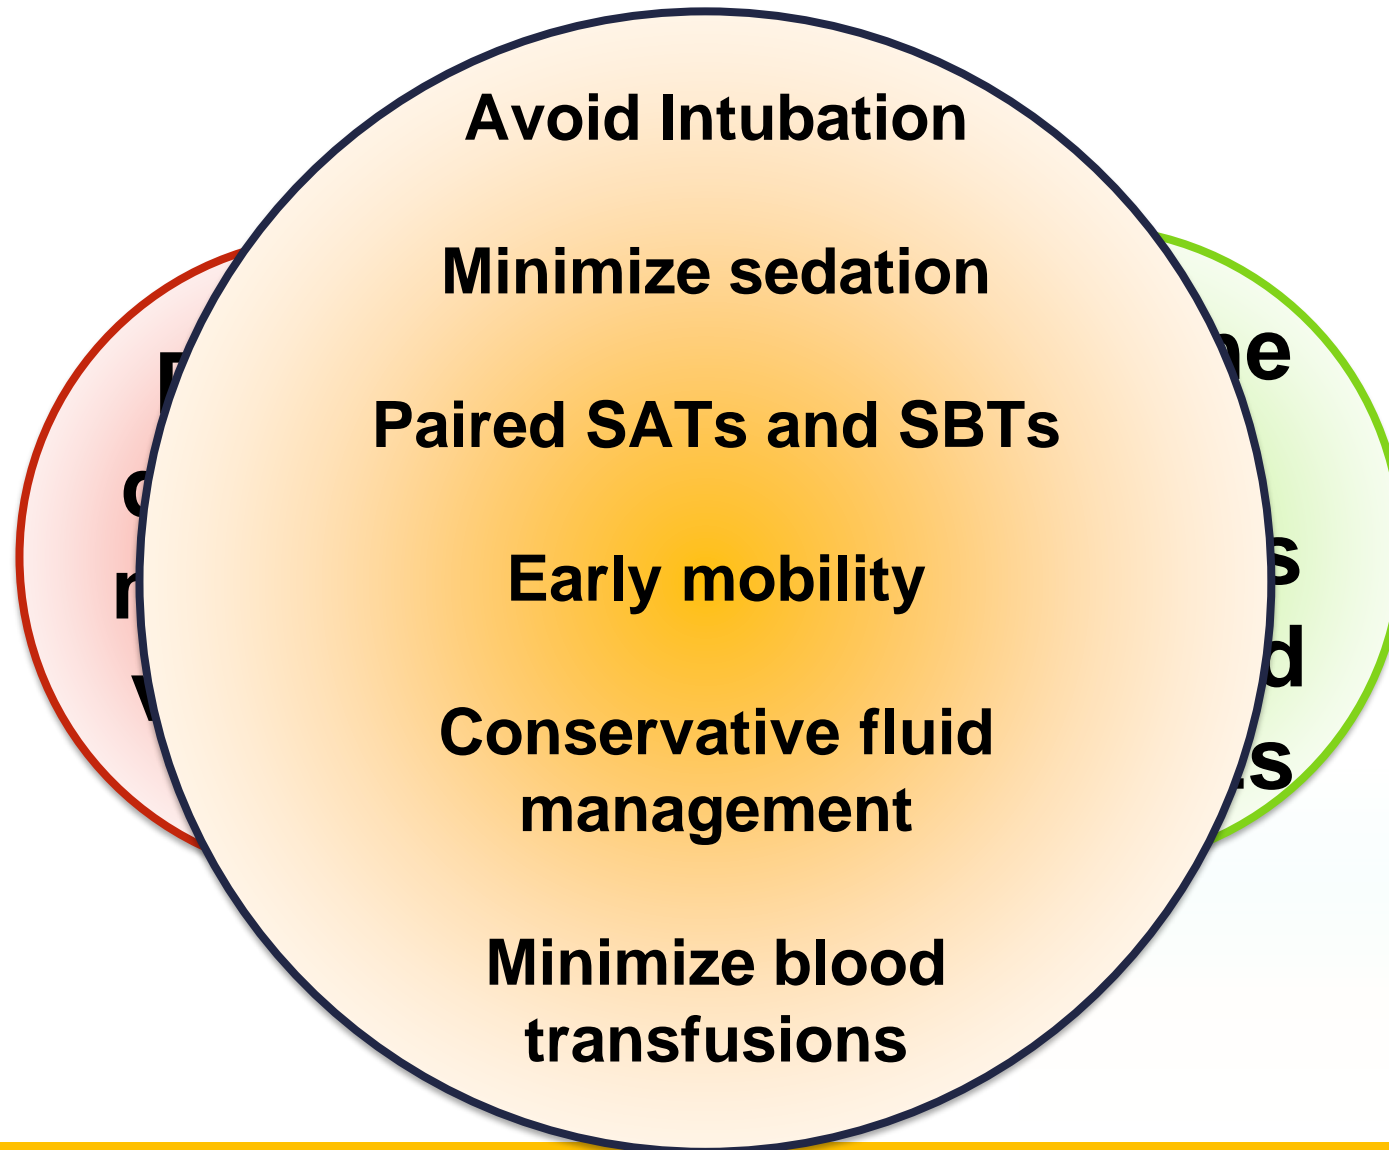 Avoid Intubation
Minimize sedation
Paired SATs and SBTs
Early mobility
Conservative fluid
management
Minimize blood
transfusions